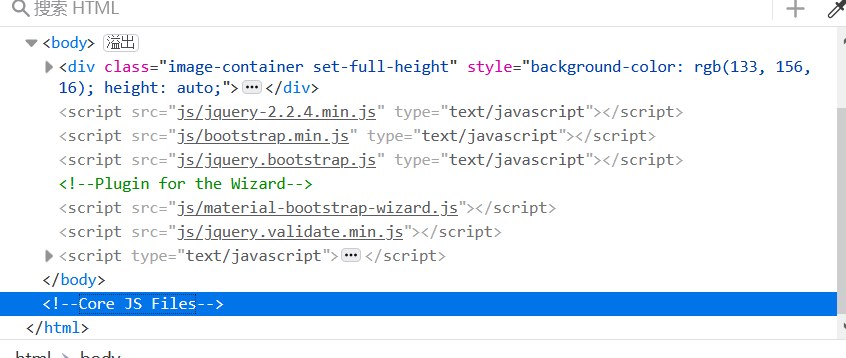 搜索 HTML
<body> 溢出
<div class="image-container set-full-height" style="background-color: rgb(133, 156,
16); height: auto;"> ••• </div>
<script src="js/jquery-2.2.4.min.js" type="text/javascript"></script>
<script src="js/bootstrap.min.js" type="text/javascript"></script>
<script src="js/jquery.bootstrap.js" type="text/javascript"></script>
<!--Plugin for the Wizard-->
<script src="js/material-bootstrap-wizard.js"></script>
<script src="js/jquery.validate.min.js"></script>
<script type="text/javascript"> ••• </script>
</body>
<!--Core JS Files-->
</html>
html > body